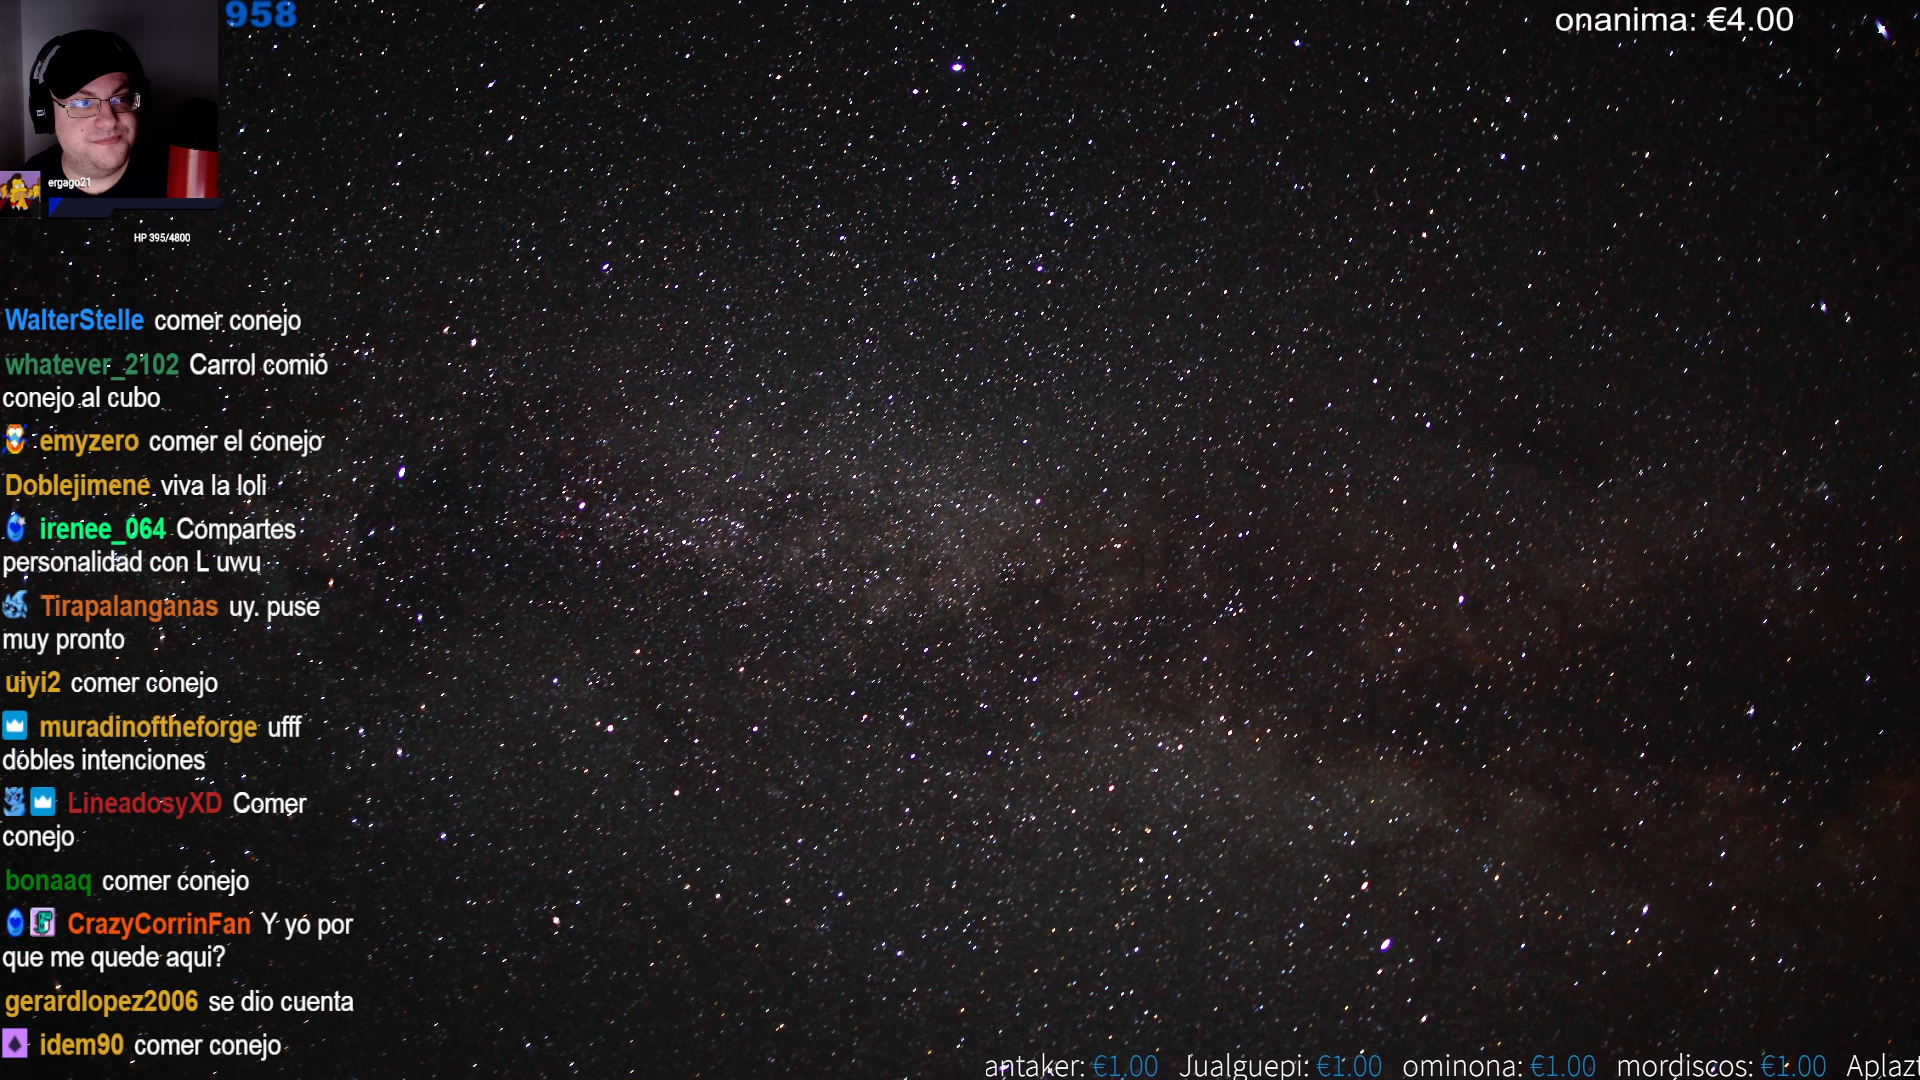 958
onanima: €4.00
ergago21
HP 395/4800
WalterStelle comer conejo
whatever_2102 Carrol comió
conejo al cubo
emyzero comer el conejo
Doblejimene viva la loli
irenee_064 Compartes
personalidad con L uwu
Tirapalanganas uy. puse
muy pronto
uiyi2 comer conejo
muradinoftheforge ufff
dobles intenciones
LineadosyXD Comer
conejo
bonaaq comer conejo
CrazyCorrinFan Y yo por
que me quede aqui?
gerardlopez2006 se dio cuenta
idem90 comer conejo
antaker: €1.00 Jualguepi: €1.00 ominona: €1.00 mordiscos: €1.00 Aplazt